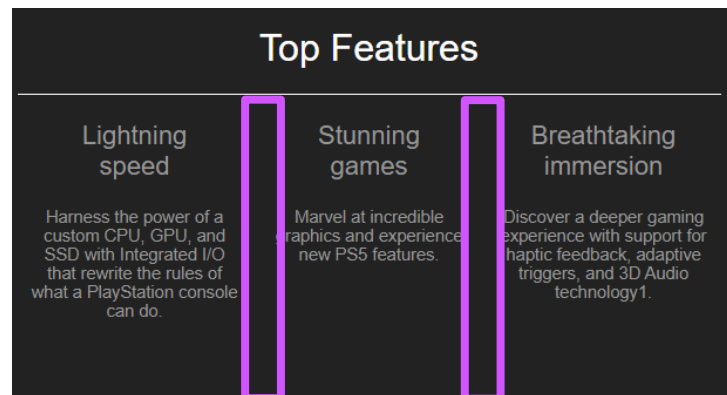 Top Features
Lightning
speed
Harness the power of a
custom CPU, GPU, and
SSD with Integrated I/O
that rewrite the rules of
what a PlayStation console
can do.
Stunning
games
Marvel at incredible
graphics and experience
new PS5 features.
Breathtaking
immersion
Discover a deeper gaming
experience with support for
haptic feedback, adaptive
triggers, and 3D Audio
technology1.